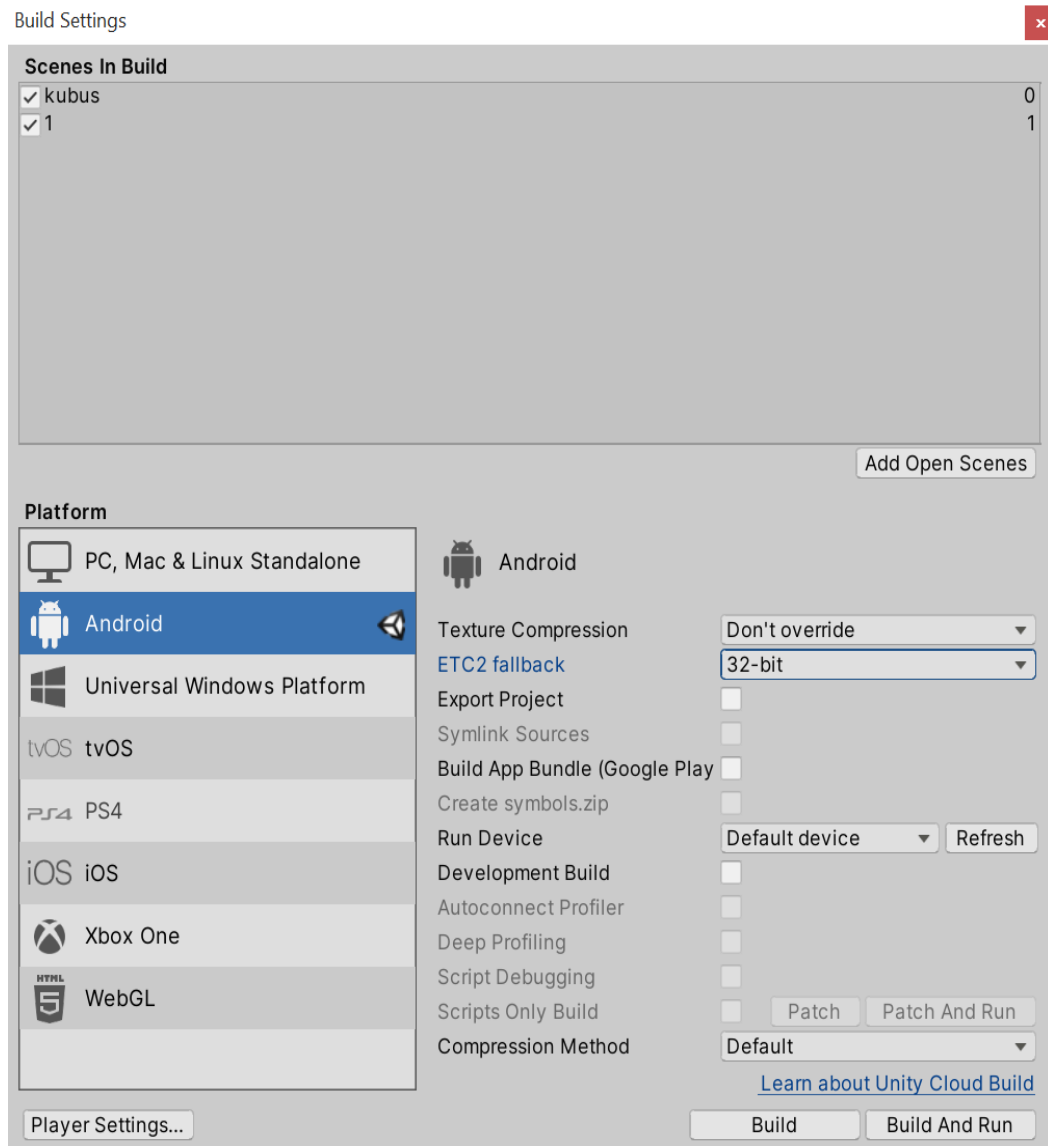 Build Settings
x
Scenes In Build
kubus 0
1 1
Add Open Scenes
Platform
PC, Mac & Linux Standalone
Android
Universal Windows Platform
tvOS tvOS
PS4 PS4
iOS iOS
Xbox One
HTML
5 WebGL
Android
Texture Compression Don't override
ETC2 fallback 32-bit
Export Project
Symlink Sources
Build App Bundle (Google Play
Create symbols.zip
Run Device Default device Refresh
Development Build
Autoconnect Profiler
Deep Profiling
Script Debugging
Scripts Only Build Patch Patch And Run
Compression Method Default
Learn about Unity Cloud Build
Player Settings... Build Build And Run